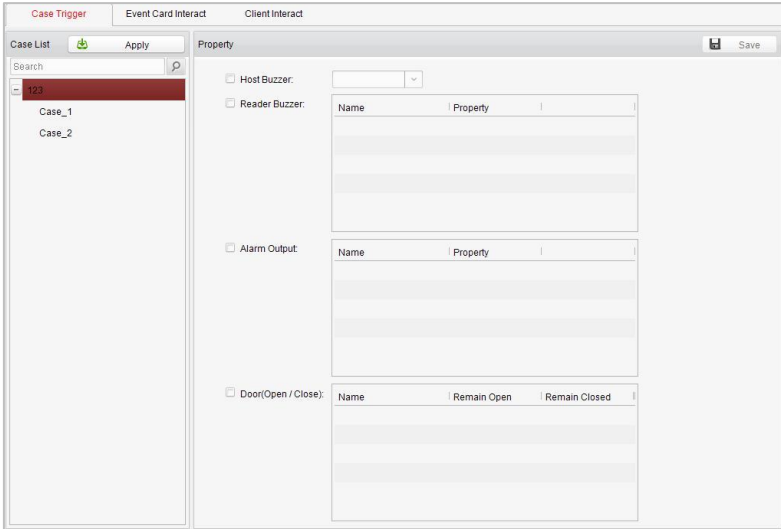 Case Trigger Event Card Interact Client Interact
Case List Apply Property Save
Search
123
Case_1
Case_2
Host Buzzer:
Reader Buzzer: Name Property
Alarm Output: Name Property
Door(Open / Close): Name Remain Open Remain Closed